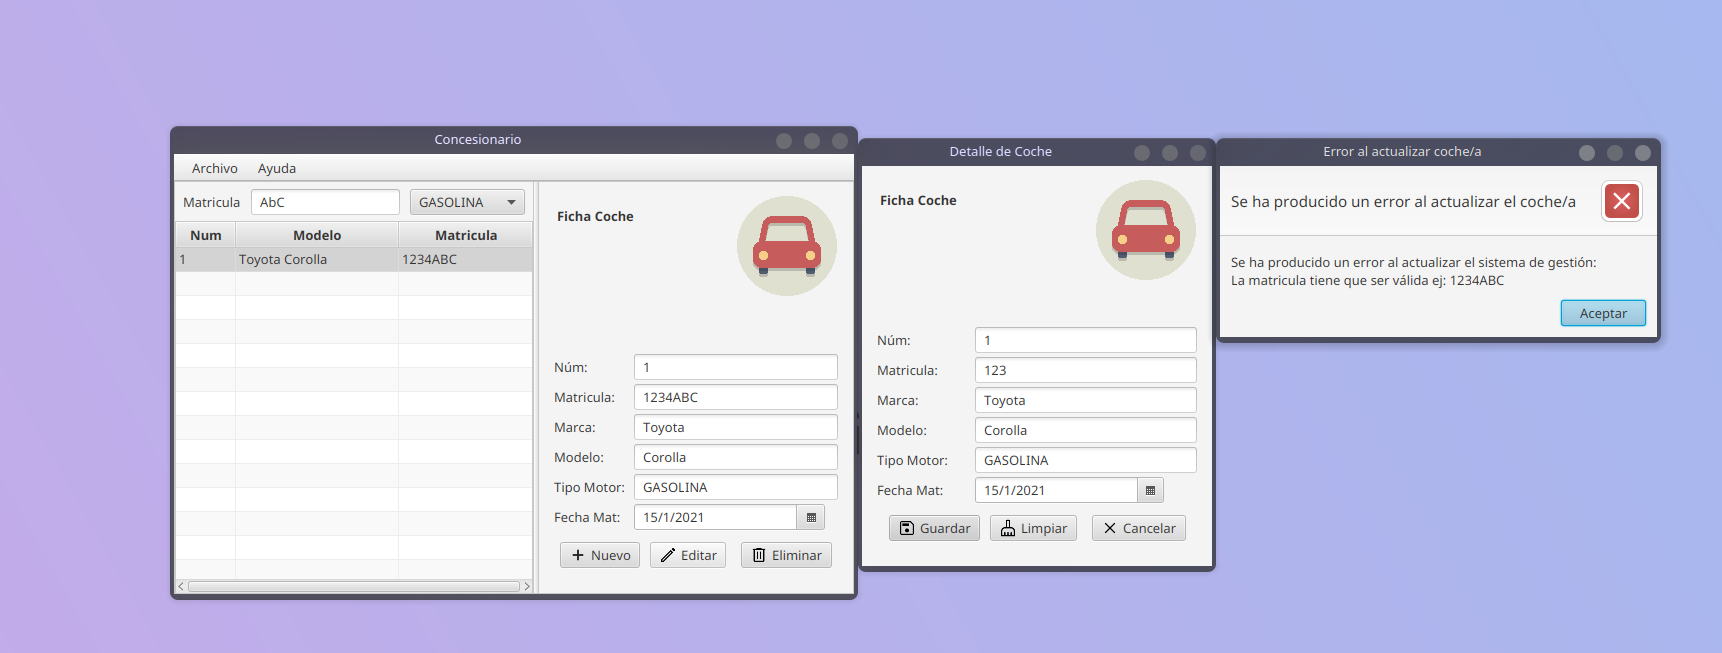 Concesionario
Archivo Ayuda
Matricula AbC GASOLINA
Num Modelo Matricula
1 Toyota Corolla 1234ABC
Ficha Coche
Núm: 1
Matricula: 1234ABC
Marca: Toyota
Modelo: Corolla
Tipo Motor: GASOLINA
Fecha Mat: 15/1/2021
Nuevo Editar Eliminar
Detalle de Coche
Ficha Coche
Núm: 1
Matricula: 123
Marca: Toyota
Modelo: Corolla
Tipo Motor: GASOLINA
Fecha Mat: 15/1/2021
Guardar Limpiar Cancelar
Error al actualizar coche/a
Se ha producido un error al actualizar el coche/a
Se ha producido un error al actualizar el sistema de gestión:
La matricula tiene que ser válida ej: 1234ABC
Aceptar